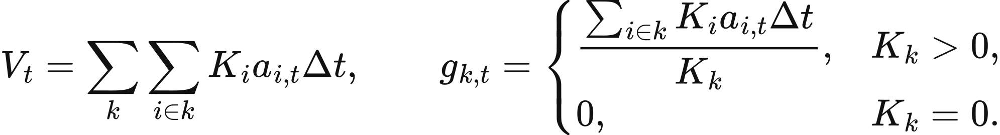 V_t = \sum_k \sum_{i \in k} K_i a_{i,t} \Delta t, \qquad g_{k,t} = \begin{cases} \dfrac{\sum_{i \in k} K_i a_{i,t} \Delta t}{K_k}, & K_k > 0, \\ 0, & K_k = 0. \end{cases}